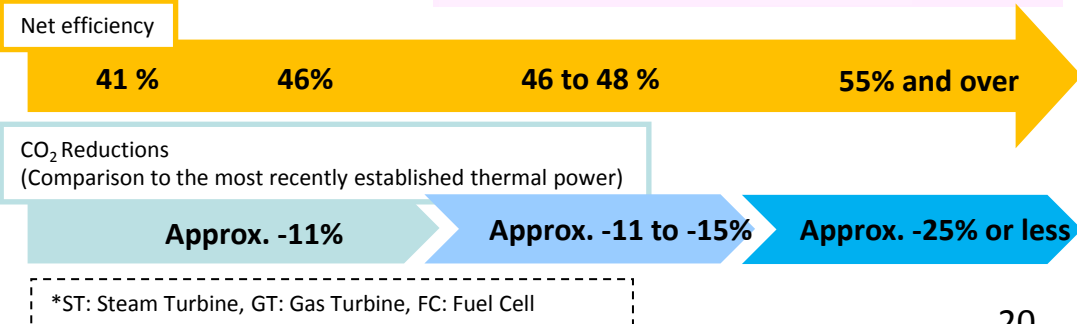 Net efficiency
41 % 46% 46 to 48 % 55% and over
CO₂ Reductions
(Comparison to the most recently established thermal power)
Approx. -11% Approx. -11 to -15% Approx. -25% or less
*ST: Steam Turbine, GT: Gas Turbine, FC: Fuel Cell
20